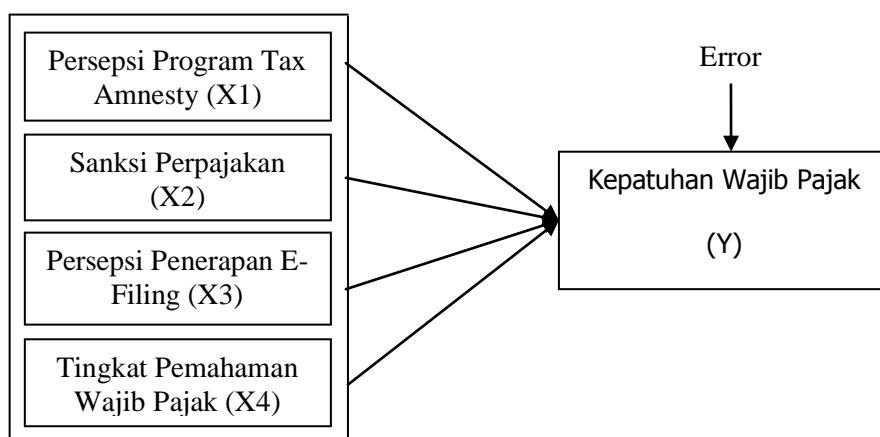 Persepsi Program Tax
Amnesty (X1)
Sanksi Perpajakan
(X2)
Persepsi Penerapan E-
Filing (X3)
Tingkat Pemahaman
Wajib Pajak (X4)
Error
Kepatuhan Wajib Pajak
(Y)